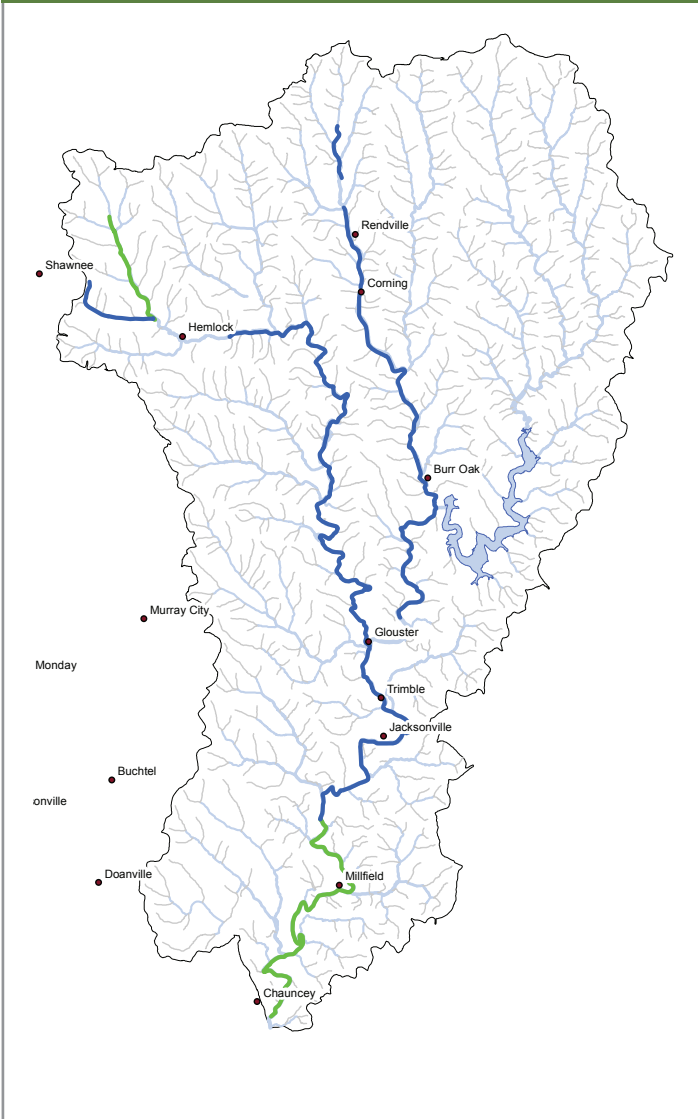 Rendville
Shawnee
Corning
Hemlock
Burr Oak
Murray City
Glouster
Monday
Trimble
Jacksonville
Buchtel
onville
Doanville
Millfield
Chauncey